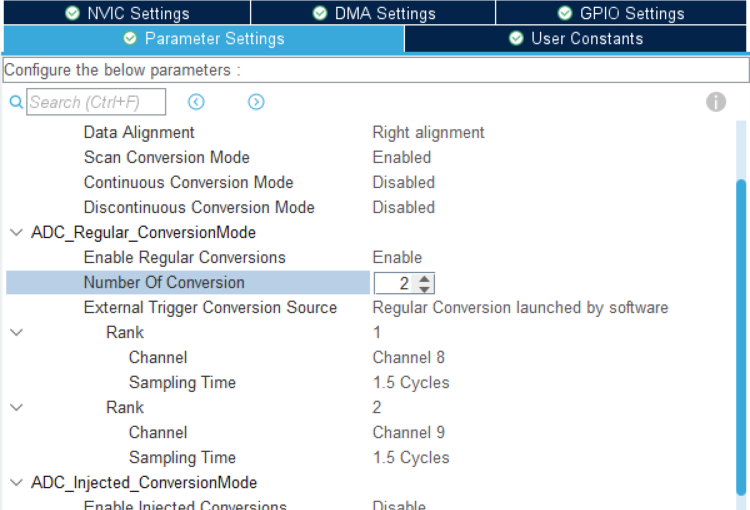 NVIC Settings DMA Settings GPIO Settings
Parameter Settings User Constants
Configure the below parameters :
Search (Ctrl+F)
Data Alignment Right alignment
Scan Conversion Mode Enabled
Continuous Conversion Mode Disabled
Discontinuous Conversion Mode Disabled
ADC_Regular_ConversionMode
Enable Regular Conversions Enable
Number Of Conversion 2
External Trigger Conversion Source Regular Conversion launched by software
Rank 1
Channel Channel 8
Sampling Time 1.5 Cycles
Rank 2
Channel Channel 9
Sampling Time 1.5 Cycles
ADC_Injected_ConversionMode
Enable Injected Conversions Disable